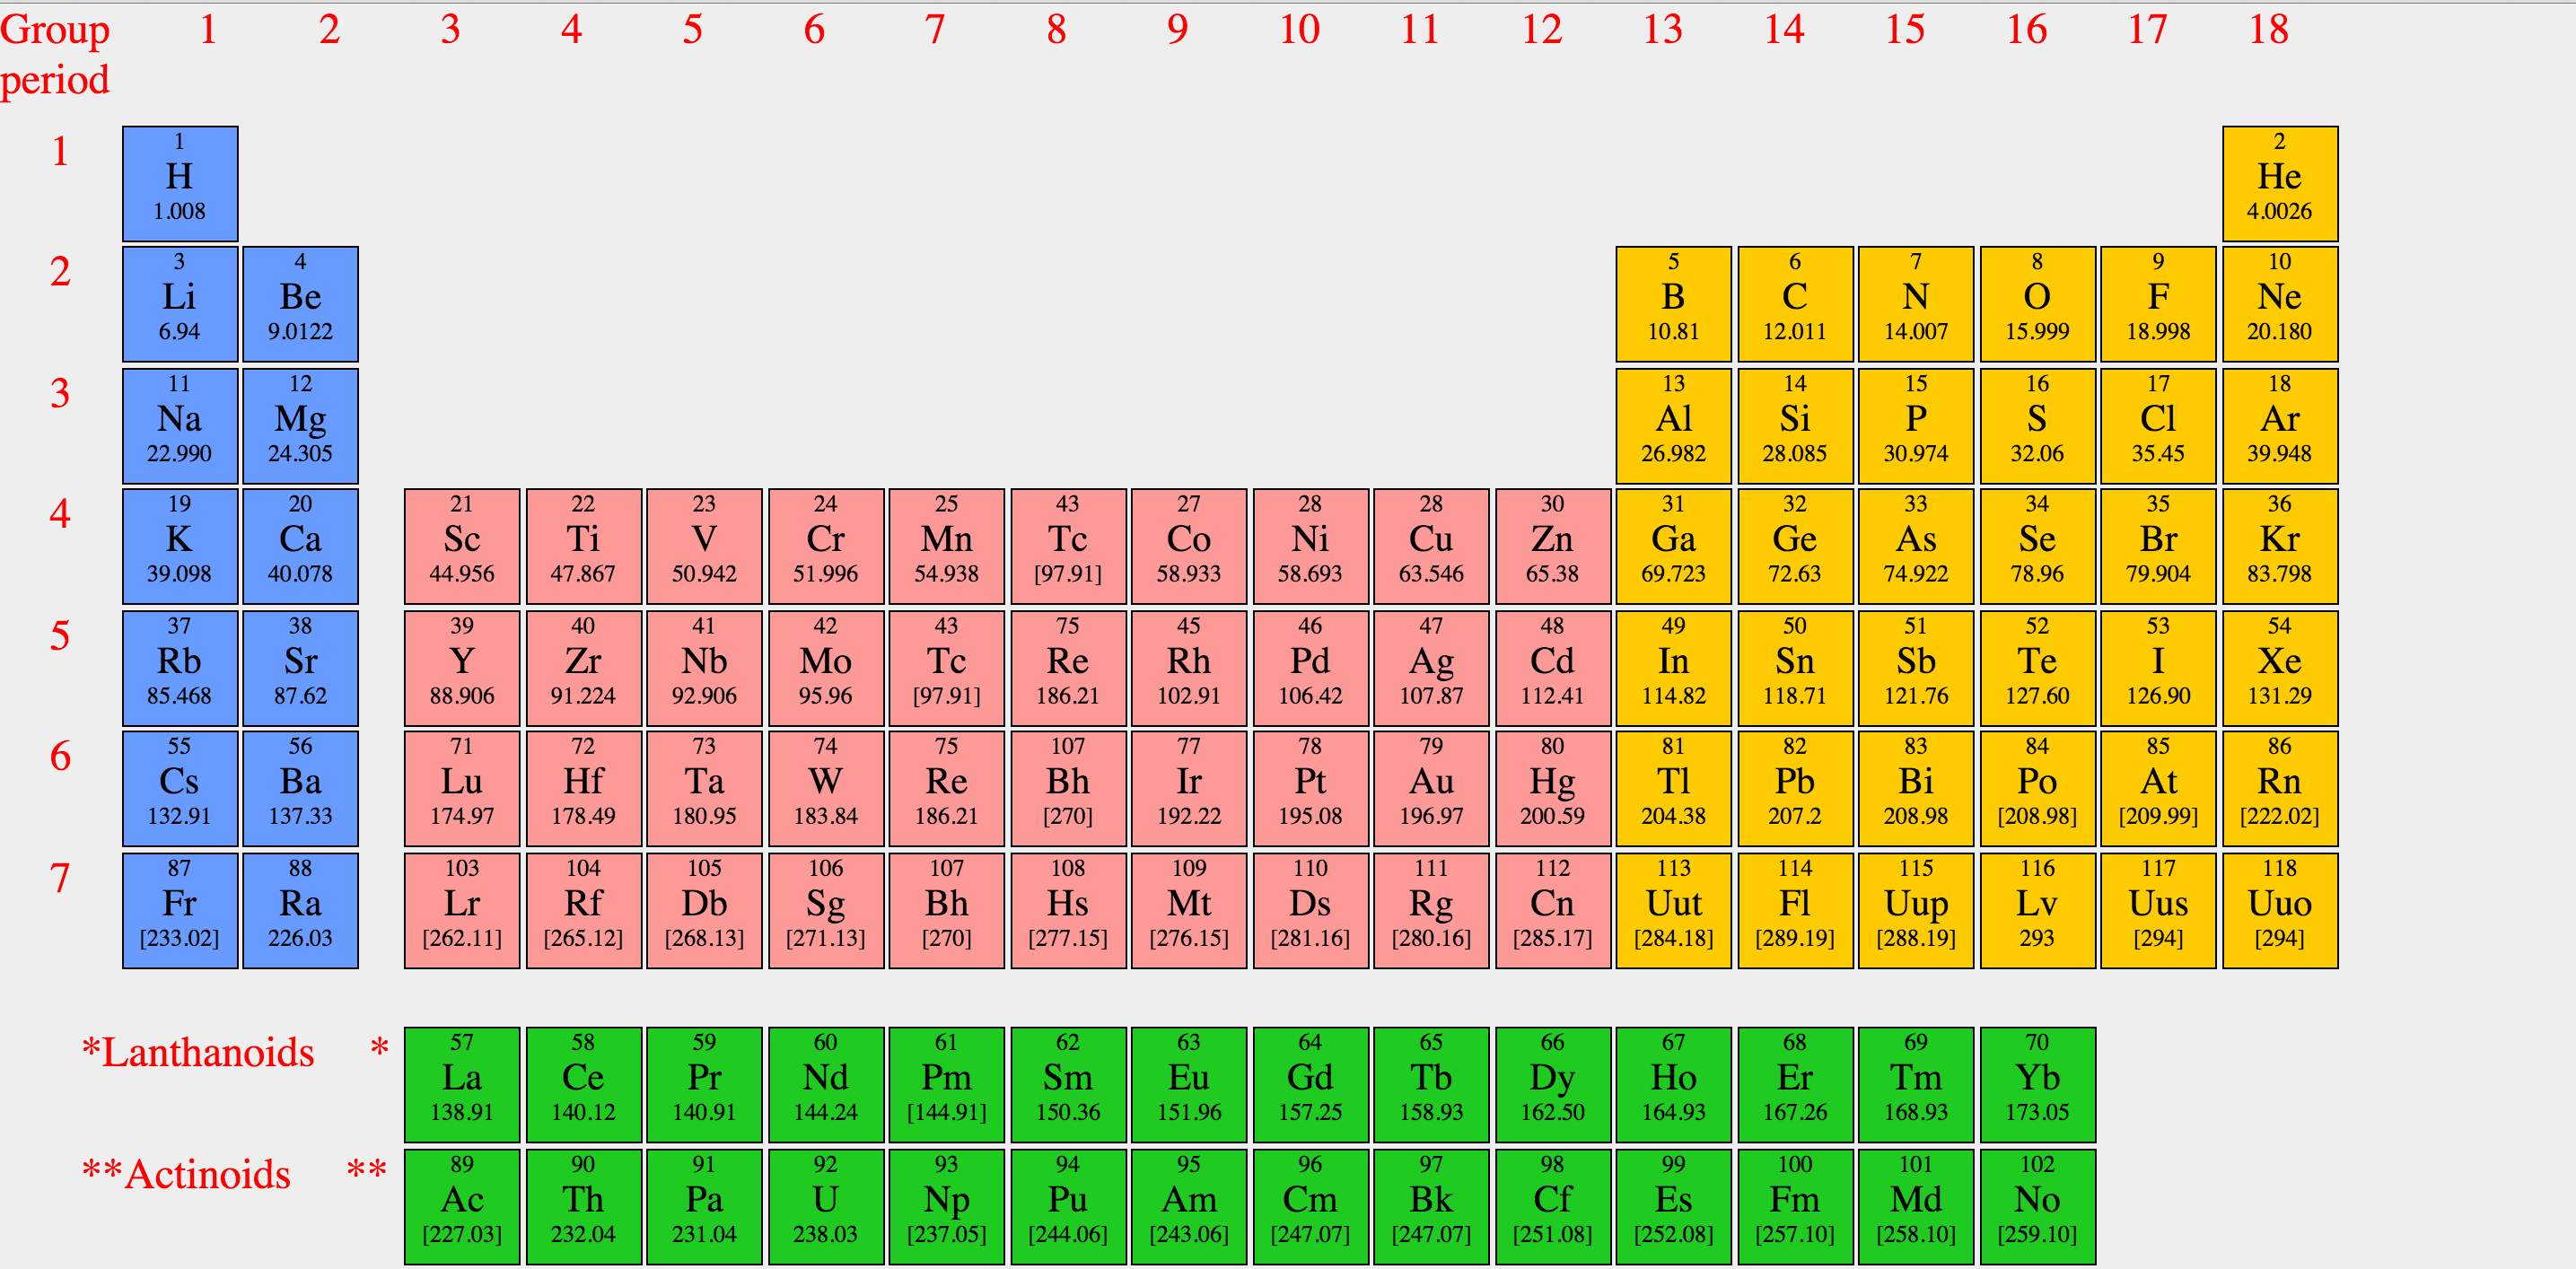 Group 1 2 3 4 5 6 7 8 9 10 11 12 13 14 15 16 17 18
period
1 2
1 H He
1.008 4.0026
3 4 5 6 7 8 9 10
2 Li Be B C N O F Ne
6.94 9.0122 10.81 12.011 14.007 15.999 18.998 20.180
11 12 13 14 15 16 17 18
3 Na Mg Al Si P S Cl Ar
22.990 24.305 26.982 28.085 30.974 32.06 35.45 39.948
19 20 21 22 23 24 25 43 27 28 28 30 31 32 33 34 35 36
4 K Ca Sc Ti V Cr Mn Tc Co Ni Cu Zn Ga Ge As Se Br Kr
39.098 40.078 44.956 47.867 50.942 51.996 54.938 [97.91] 58.933 58.693 63.546 65.38 69.723 72.63 74.922 78.96 79.904 83.798
37 38 39 40 41 42 43 75 45 46 47 48 49 50 51 52 53 54
5 Rb Sr Y Zr Nb Mo Tc Re Rh Pd Ag Cd In Sn Sb Te I Xe
85.468 87.62 88.906 91.224 92.906 95.96 [97.91] 186.21 102.91 106.42 107.87 112.41 114.82 118.71 121.76 127.60 126.90 131.29
55 56 71 72 73 74 75 107 77 78 79 80 81 82 83 84 85 86
6 Cs Ba Lu Hf Ta W Re Bh Ir Pt Au Hg Tl Pb Bi Po At Rn
132.91 137.33 174.97 178.49 180.95 183.84 186.21 [270] 192.22 195.08 196.97 200.59 204.38 207.2 208.98 [208.98] [209.99] [222.02]
87 88 103 104 105 106 107 108 109 110 111 112 113 114 115 116 117 118
7 Fr Ra Lr Rf Db Sg Bh Hs Mt Ds Rg Cn Uut Fl Uup Lv Uus Uuo
[233.02] 226.03 [262.11] [265.12] [268.13] [271.13] [270] [277.15] [276.15] [281.16] [280.16] [285.17] [284.18] [289.19] [288.19] 293 [294] [294]
57 58 59 60 61 62 63 64 65 66 67 68 69 70
*Lanthanoids * La Ce Pr Nd Pm Sm Eu Gd Tb Dy Ho Er Tm Yb
138.91 140.12 140.91 144.24 [144.91] 150.36 151.96 157.25 158.93 162.50 164.93 167.26 168.93 173.05
89 90 91 92 93 94 95 96 97 98 99 100 101 102
**Actinoids ** Ac Th Pa U Np Pu Am Cm Bk Cf Es Fm Md No
[227.03] 232.04 231.04 238.03 [237.05] [244.06] [243.06] [247.07] [247.07] [251.08] [252.08] [257.10] [258.10] [259.10]